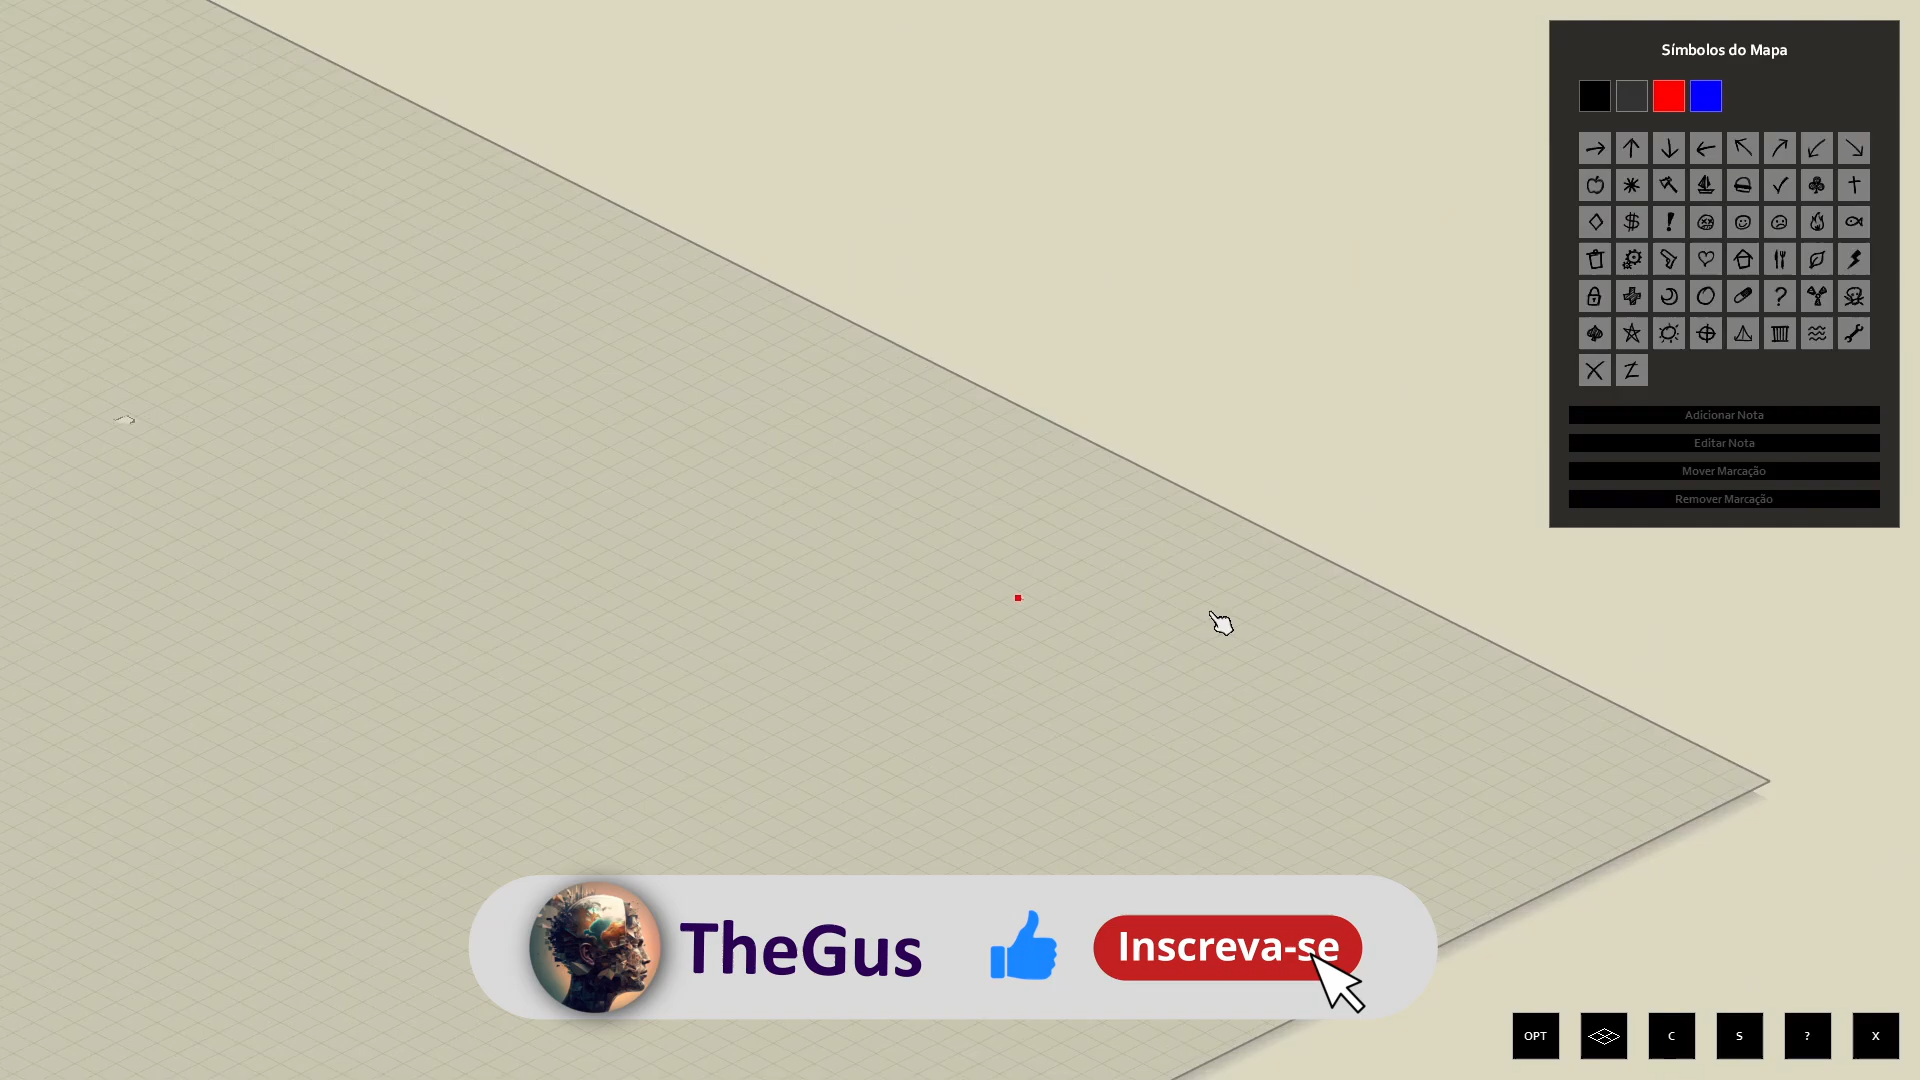 Símbolos do Mapa
Adicionar Nota
Editar Nota
Mover Marcação
Remover Marcação
TheGus
Inscreva-se
OPT
C
S
?
X